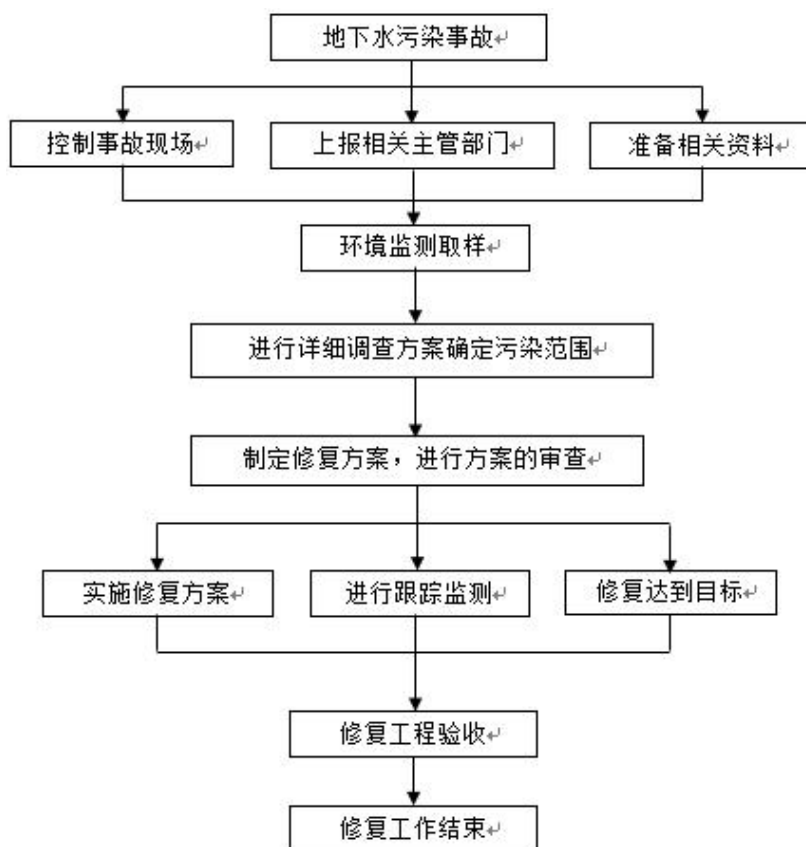 地下水污染事故
控制事故现场
上报相关主管部门
准备相关资料
环境监测取样
进行详细调查方案确定污染范围
制定修复方案，进行方案的审查
实施修复方案
进行跟踪监测
修复达到目标
修复工程验收
修复工作结束